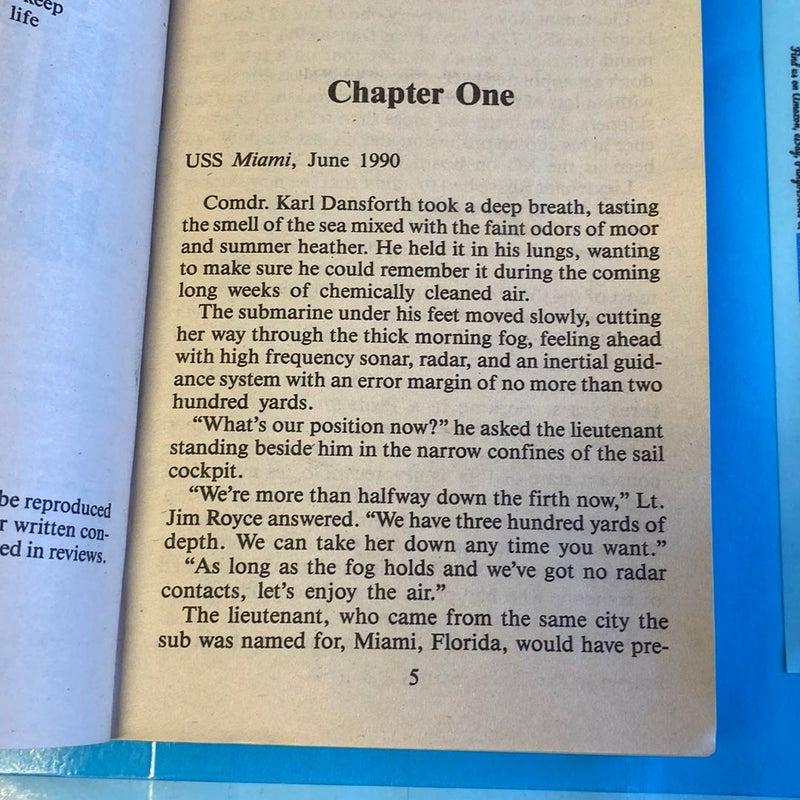 keep
life
be reproduced
r written con-
ed in reviews.
Chapter One
USS Miami, June 1990
Comdr. Karl Dansforth took a deep breath, tasting
the smell of the sea mixed with the faint odors of moor
and summer heather. He held it in his lungs, wanting
to make sure he could remember it during the coming
long weeks of chemically cleaned air.
The submarine under his feet moved slowly, cutting
her way through the thick morning fog, feeling ahead
with high frequency sonar, radar, and an inertial guid-
ance system with an error margin of no more than two
hundred yards.
“What’s our position now?” he asked the lieutenant
standing beside him in the narrow confines of the sail
cockpit.
“We’re more than halfway down the firth now,” Lt.
Jim Royce answered. “We have three hundred yards of
depth. We can take her down any time you want.”
“As long as the fog holds and we’ve got no radar
contacts, let’s enjoy the air.”
The lieutenant, who came from the same city the
sub was named for, Miami, Florida, would have pre-
5